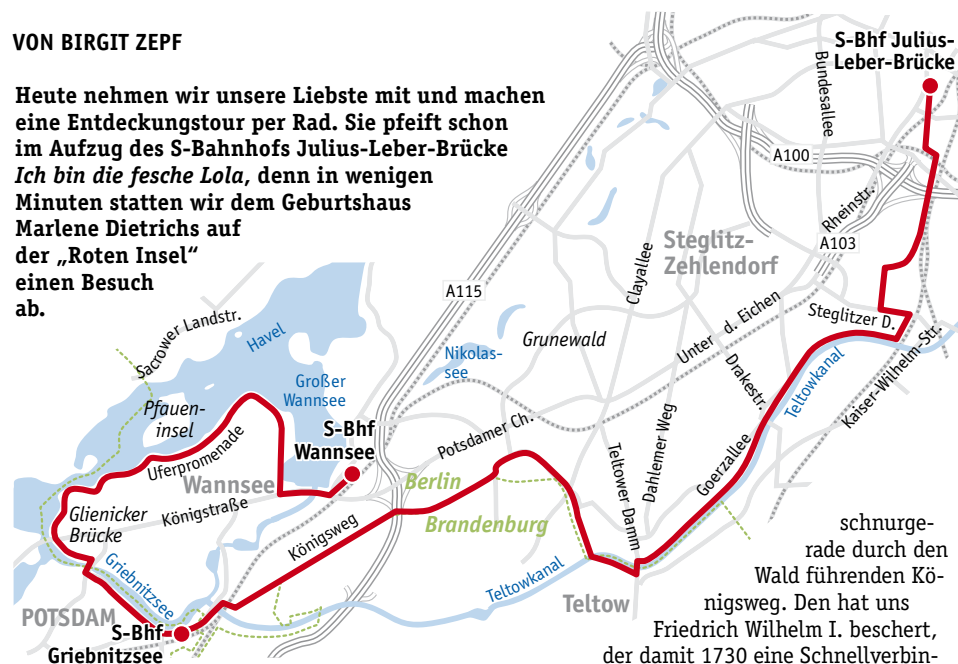 VON BIRGIT ZEPF
Heute nehmen wir unsere Liebste mit und machen
eine Entdeckungstour per Rad. Sie pfeift schon
im Aufzug des S-Bahnhofs Julius-Leber-Brücke
Ich bin die fesche Lola, denn in wenigen
Minuten statten wir dem Geburtshaus
Marlene Dietrichs auf
der „Roten Insel“
einen Besuch
ab.
S-Bhf Julius-
Leber-Brücke
Bundesallee
A100
Rheinstr.
A103
Steglitz-
Zehlendorf
Clayallee
A115
Sacrower Landstr.
Havel
Grunewald
Unter d. Eichen
Steglitzer D.
Nikolas-
see
Großer
Wannsee
Drakestr.
Teltowkanal
Kaiser-Wilhelm-Str.
Pfauen-
insel
S-Bhf
Wannsee
Potsdamer Ch.
Uferpromenade
Wannsee
Königstraße
Berlin
Brandenburg
Teltower Damm
Dahlemer Weg
Goerzallee
Glienicker
Brücke
Königsweg
Griebnitzsee
Teltowkanal
Teltow
POTSDAM
S-Bhf
Griebnitzsee
schnurge-
rade durch den
Wald führenden Kö-
nigsweg. Den hat uns
Friedrich Wilhelm I. beschert,
der damit 1730 eine Schnellverbin-